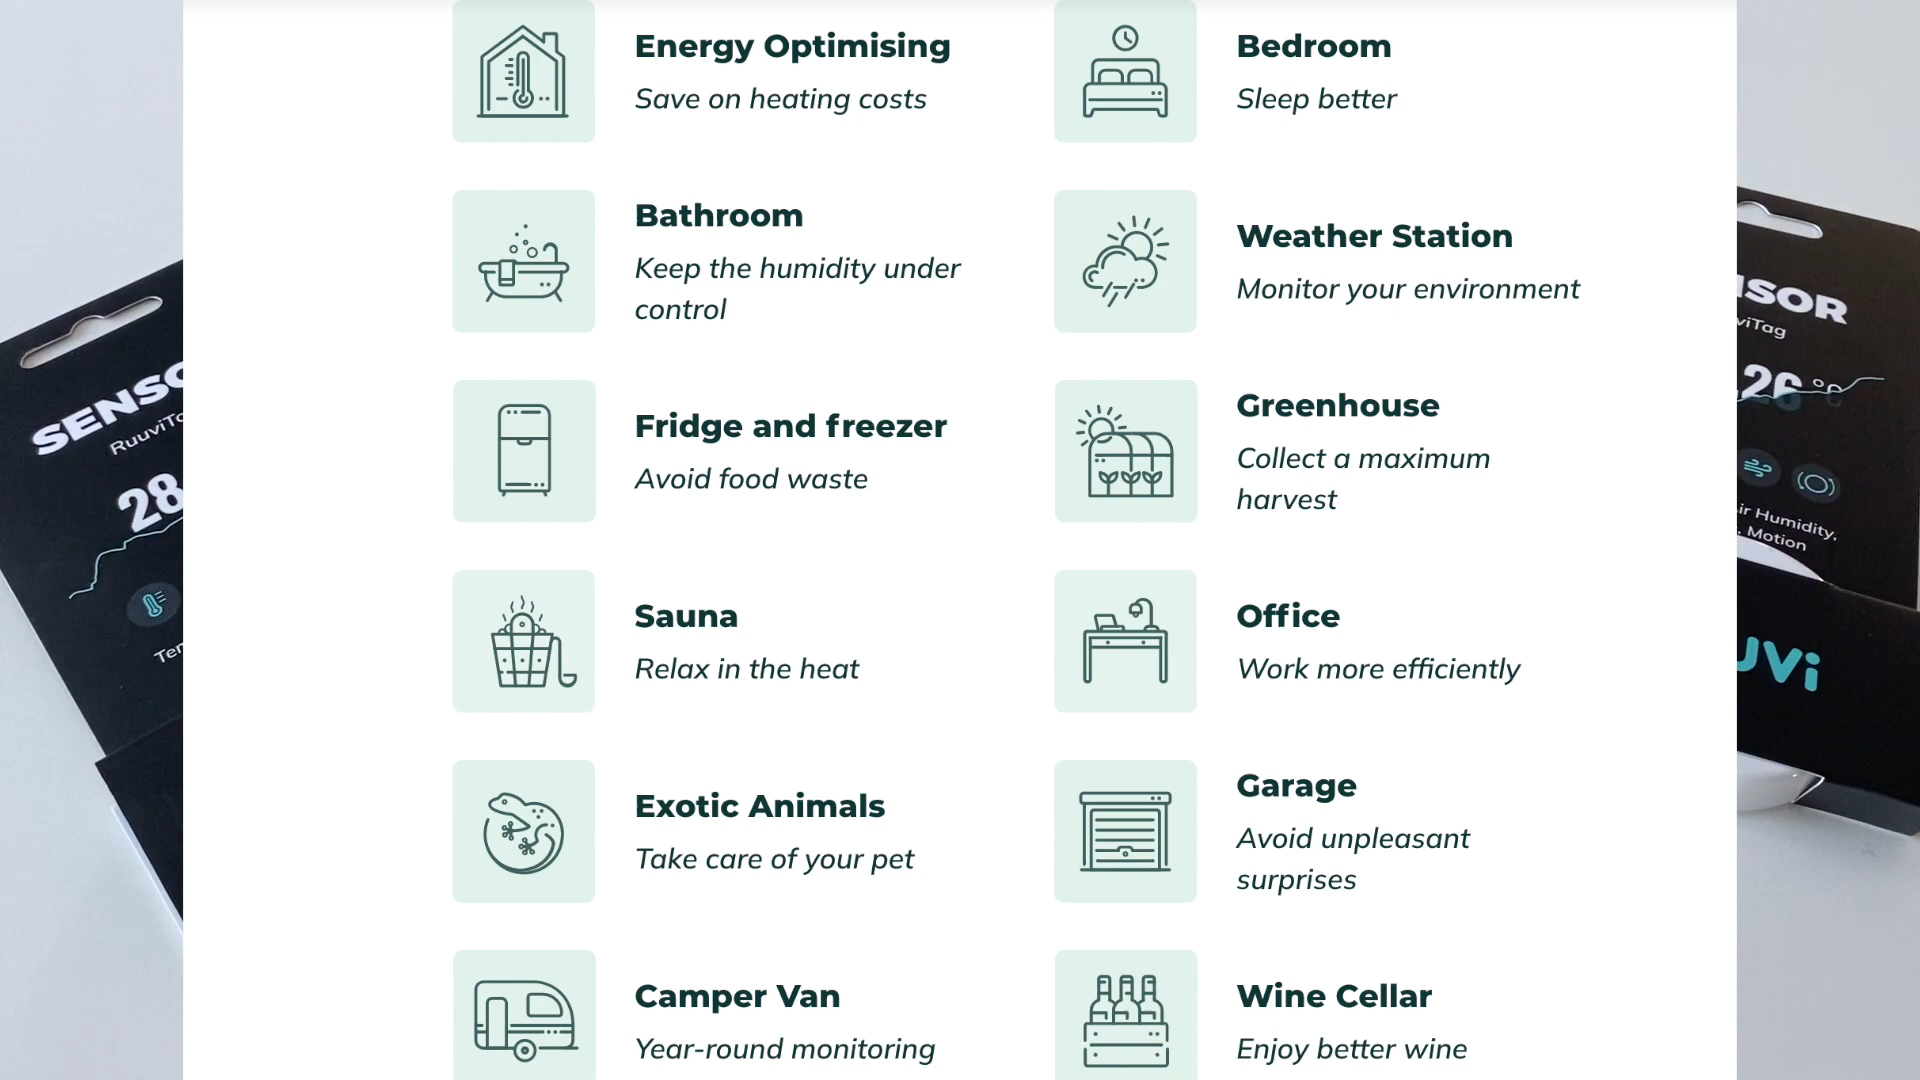 Energy Optimising
Save on heating costs
Bedroom
Sleep better
Bathroom
Keep the humidity under
control
Weather Station
Monitor your environment
Fridge and freezer
Avoid food waste
Greenhouse
Collect a maximum
harvest
Sauna
Relax in the heat
Office
Work more efficiently
Exotic Animals
Take care of your pet
Garage
Avoid unpleasant
surprises
Camper Van
Year-round monitoring
Wine Cellar
Enjoy better wine
SENSO
RuuviTa
28
Ter
NSOR
viTag
.26 °C
ir Humidity,
, Motion
UVi